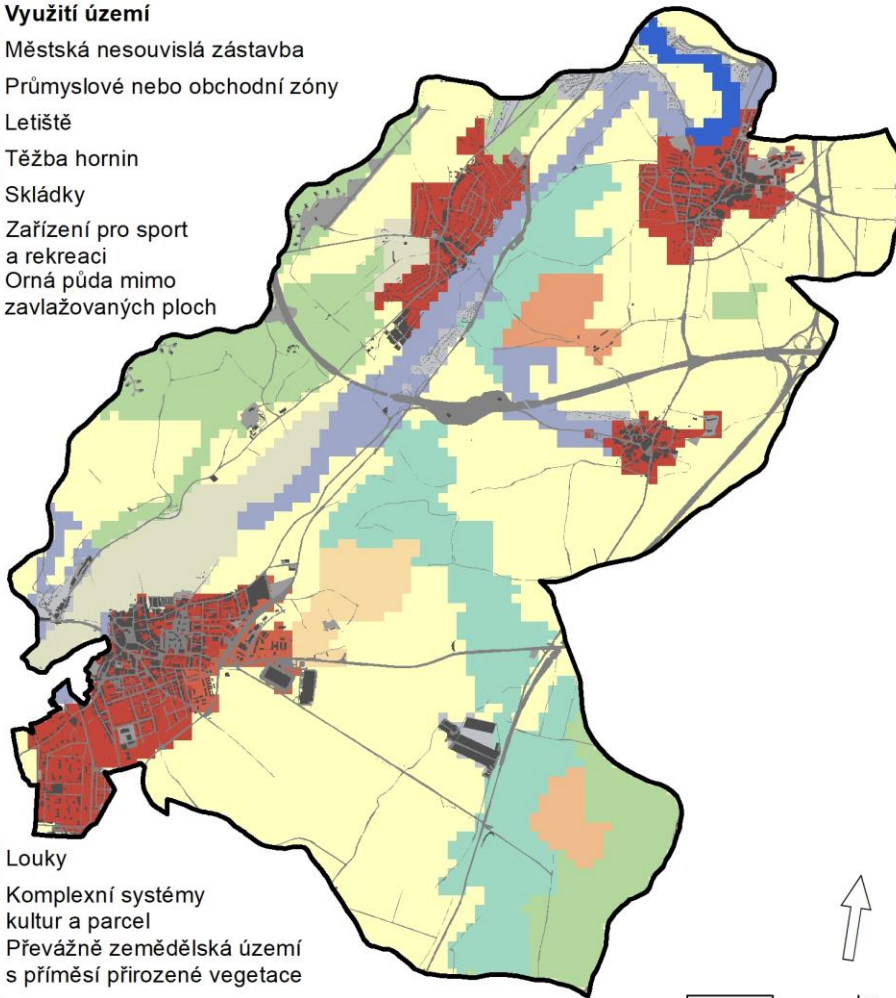 Využití území
Městská nesouvislá zástavba
Průmyslové nebo obchodní zóny
Letiště
Těžba hornin
Skládky
Zařízení pro sport
a rekreaci
Orná půda mimo
zavlažovaných ploch
Louky
Komplexní systémy
kultur a parcel
Převážně zemědělská území
s příměsí přirozené vegetace